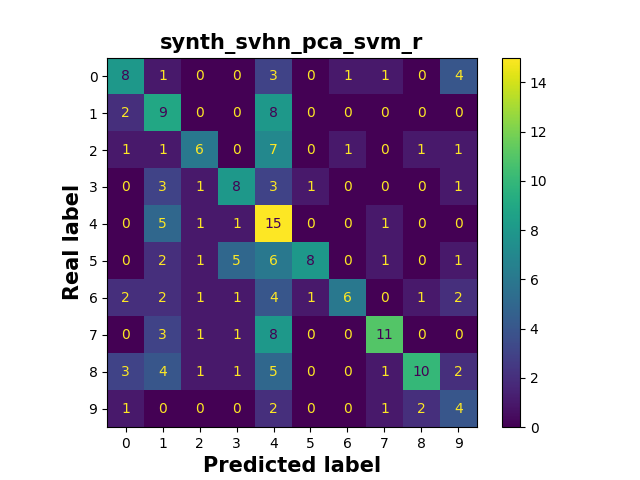 synth_svhn_pca_svm_r
0 8 1 0 0 3 0 1 1 0 4
1 2 9 0 0 8 0 0 0 0 0
2 1 1 6 0 7 0 1 0 1 1
3 0 3 1 8 3 1 0 0 0 1
4 0 5 1 1 15 0 0 1 0 0
5 0 2 1 5 6 8 0 1 0 1
6 2 2 1 1 4 1 6 0 1 2
7 0 3 1 1 8 0 0 11 0 0
8 3 4 1 1 5 0 0 1 10 2
9 1 0 0 0 2 0 0 1 2 4
0 1 2 3 4 5 6 7 8 9
Predicted label
Real label
14
12
10
8
6
4
2
0